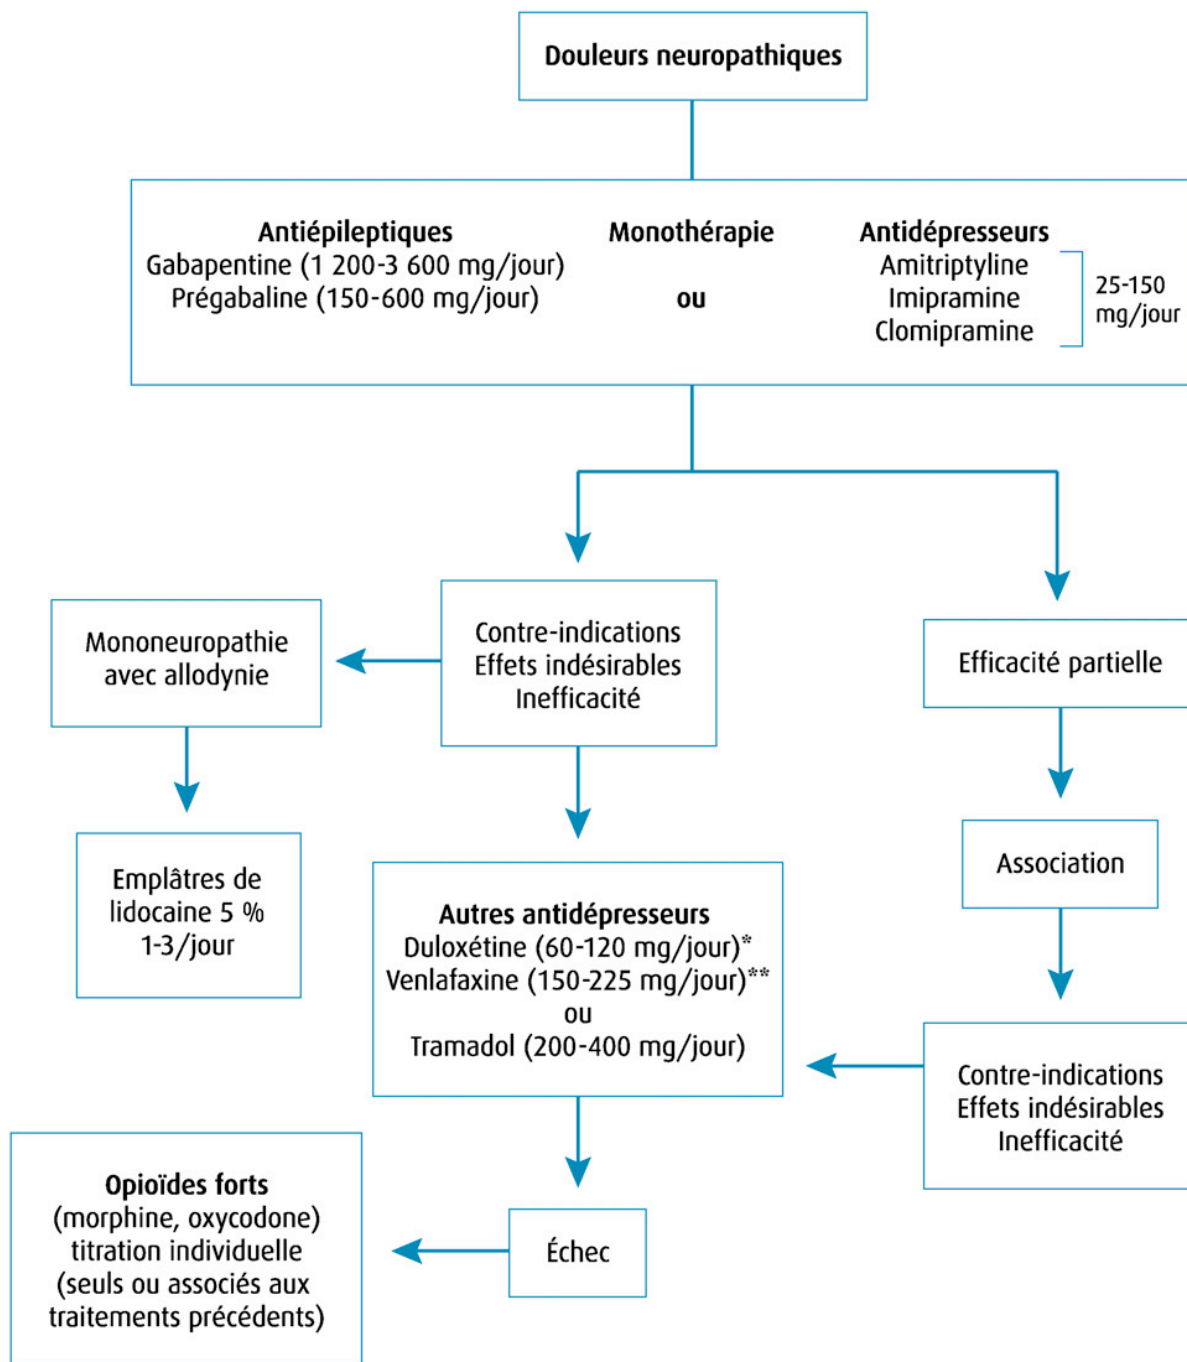 Douleurs neuropathiques
Antiépileptiques
Gabapentine (1 200-3 600 mg/jour)
Prégabaline (150-600 mg/jour)
Monothérapie
ou
Antidépresseurs
Amitriptyline
Imipramine
Clomipramine
25-150
mg/jour
Mononeuropathie
avec allodynie
Contre-indications
Effets indésirables
Inefficacité
Efficacité partielle
Emplâtres de
lidocaine 5 %
1-3/jour
Autres antidépresseurs
Duloxétine (60-120 mg/jour)*
Venlafaxine (150-225 mg/jour)**
ou
Tramadol (200-400 mg/jour)
Association
Contre-indications
Effets indésirables
Inefficacité
Opioïdes forts
(morphine, oxycodone)
titration individuelle
(seuls ou associés aux
traitements précédents)
Échec